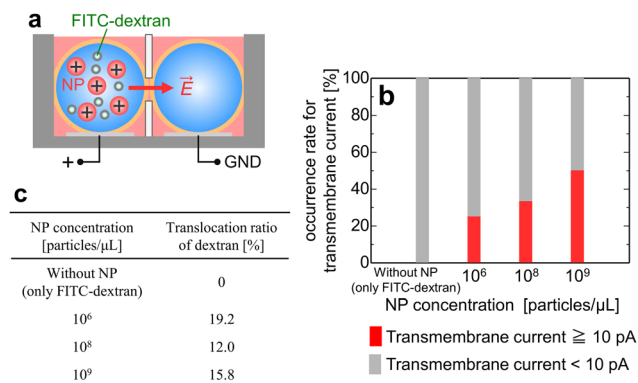 a
FITC-dextran
NP
+ + + + + +
E
+
GND
b
occurrence rate for
transmembrane current [%]
100
80
60
40
20
0
Without NP
(only FITC-dextran)
10⁶
10⁸
10⁹
NP concentration [particles/μL]
Transmembrane current ≧ 10 pA
Transmembrane current < 10 pA
c
NP concentration
[particles/μL]
Translocation ratio
of dextran [%]
Without NP
(only FITC-dextran)
0
10⁶ 19.2
10⁸ 12.0
10⁹ 15.8